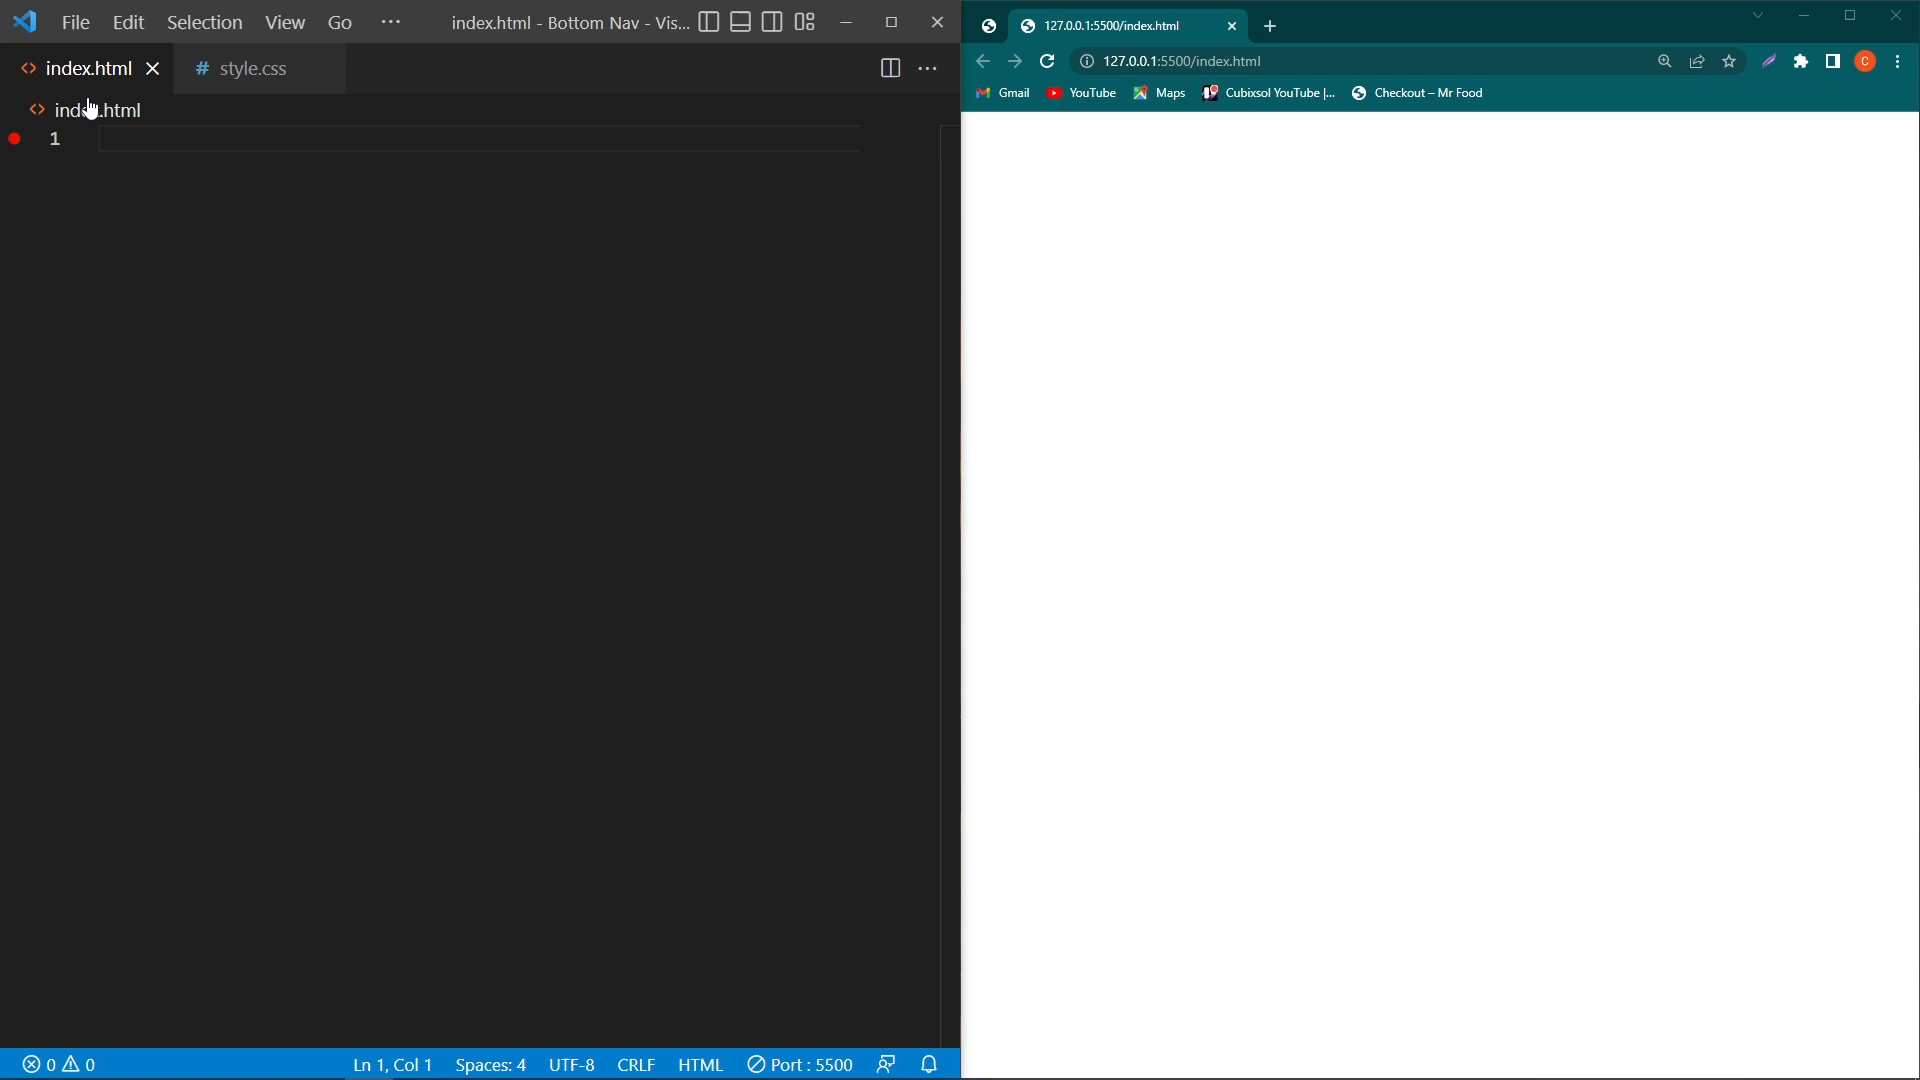 File Edit Selection View Go ··· index.html - Bottom Nav - Vis...
index.html # style.css
index.html
1
0 0 Ln 1, Col 1 Spaces: 4 UTF-8 CRLF HTML Port : 5500
127.0.0.1:5500/index.html
127.0.0.1:5500/index.html C
Gmail YouTube Maps Cubixsol YouTube |... Checkout – Mr Food